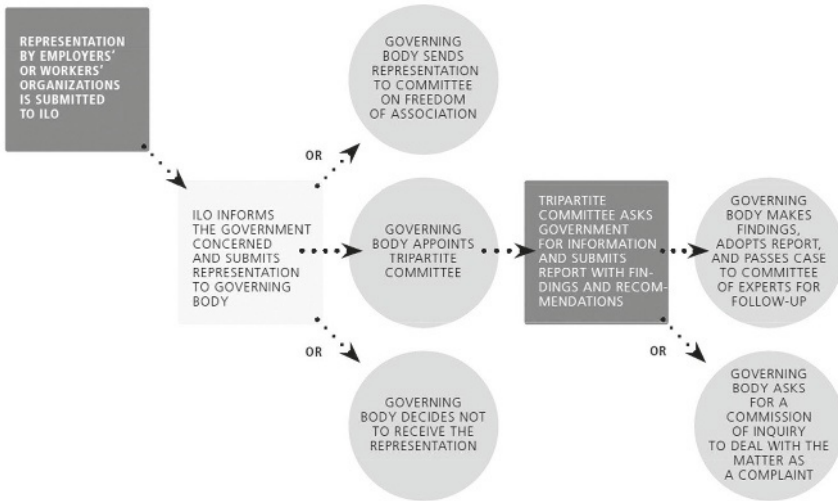 REPRESENTATION
BY EMPLOYERS'
OR WORKERS'
ORGANIZATIONS
IS SUBMITTED
TO ILO
GOVERNING
BODY SENDS
REPRESENTATION
TO COMMITTEE
ON FREEDOM
OF ASSOCIATION
OR
ILO INFORMS
THE GOVERNMENT
CONCERNED
AND SUBMITS
REPRESENTATION
TO GOVERNING
BODY
GOVERNING
BODY APPOINTS
TRIPARTITE
COMMITTEE
TRIPARTITE
COMMITTEE ASKS
GOVERNMENT
FOR INFORMATION
AND SUBMITS
REPORT WITH FIN-
DINGS AND RECOM-
MENDATIONS
GOVERNING
BODY MAKES
FINDINGS,
ADOPTS REPORT,
AND PASSES CASE
TO COMMITTEE
OF EXPERTS FOR
FOLLOW-UP
OR
GOVERNING
BODY DECIDES NOT
TO RECEIVE THE
REPRESENTATION
OR
GOVERNING
BODY ASKS
FOR A
COMMISSION
OF INQUIRY
TO DEAL WITH THE
MATTER AS
A COMPLAINT